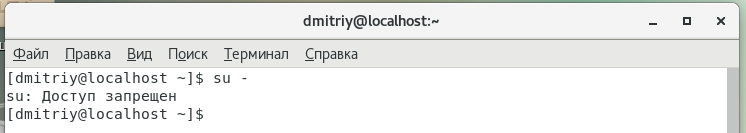 dmitriy@localhost:~
Файл Правка Вид Поиск Терминал Справка
[dmitriy@localhost ~]$ su -
su: Доступ запрещен
[dmitriy@localhost ~]$